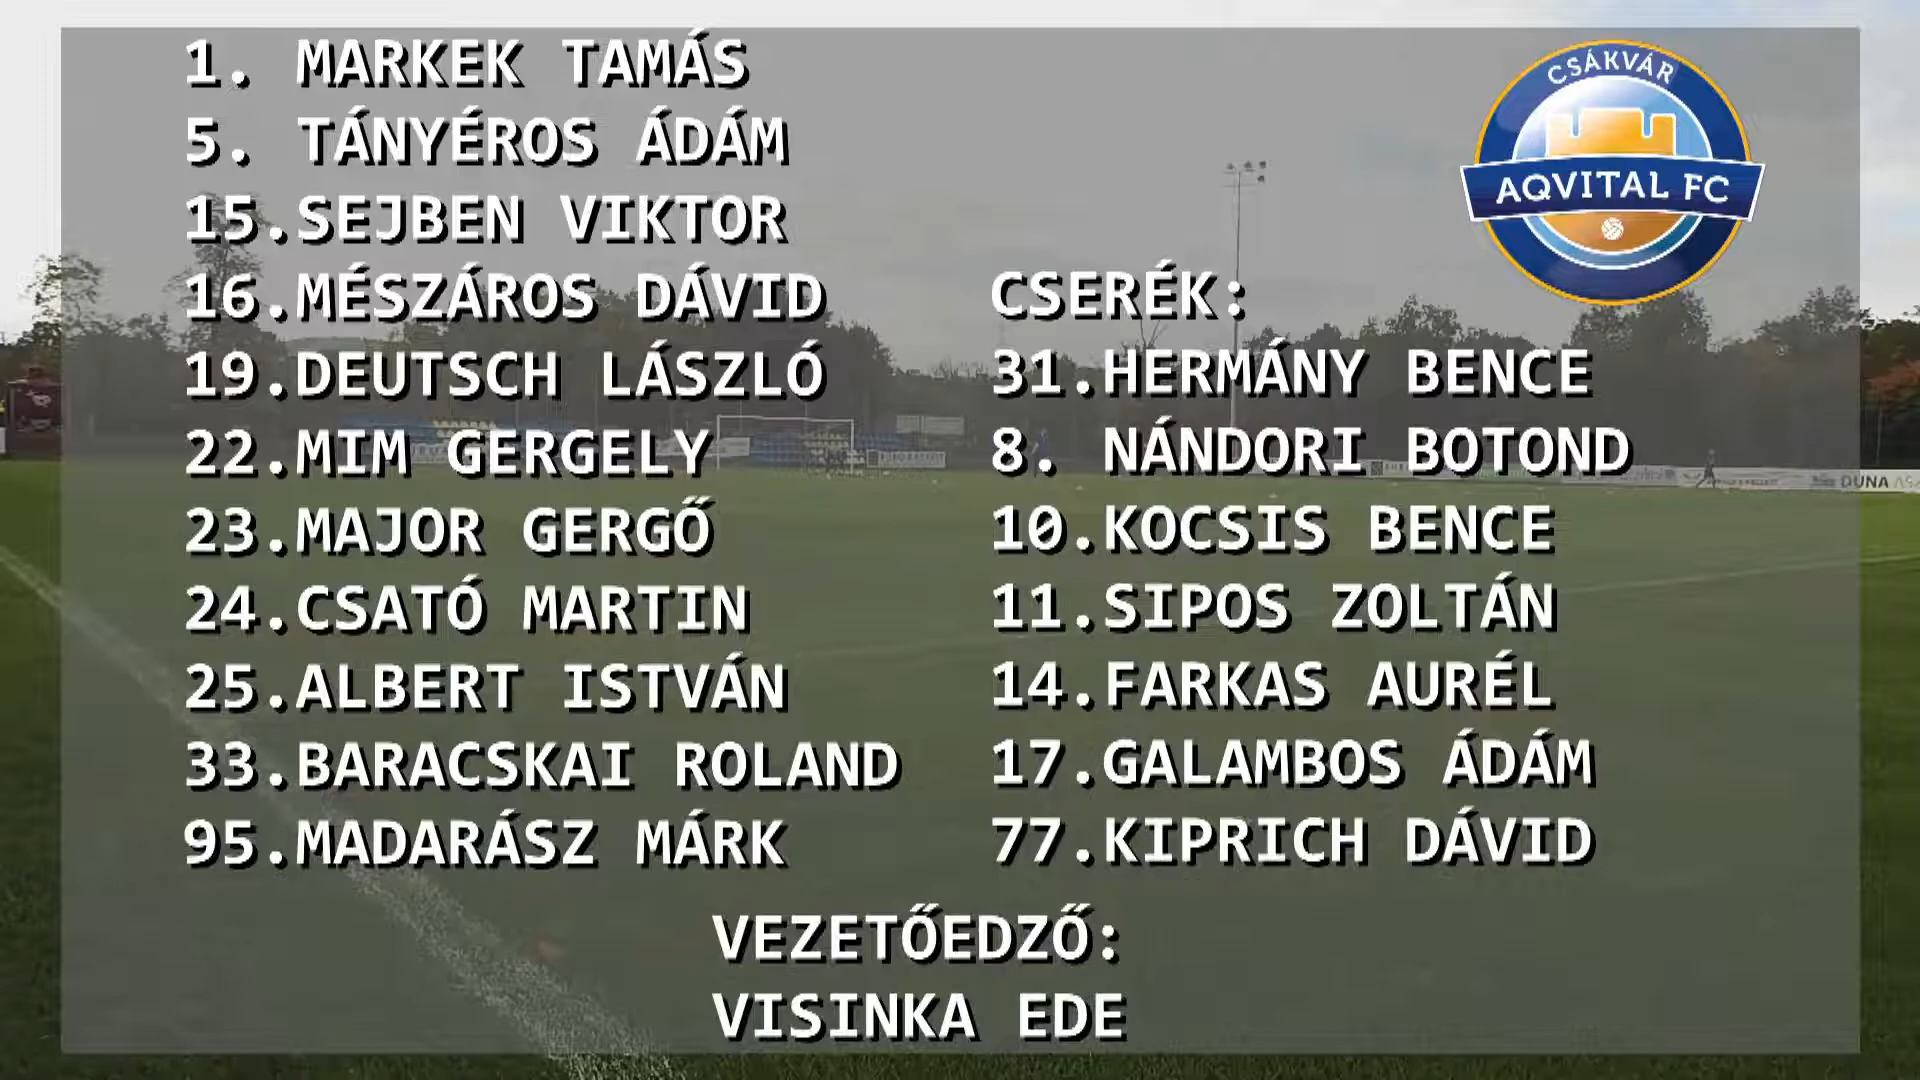 1. MARKEK TAMÁS
5. TÁNYÉROS ÁDÁM
15.SEJBEN VIKTOR
16.MÉSZÁROS DÁVID
19.DEUTSCH LÁSZLÓ
22.MIM GERGELY
23.MAJOR GERGŐ
24.CSATÓ MARTIN
25.ALBERT ISTVÁN
33.BARACSKAI ROLAND
95.MADARÁSZ MÁRK
CSERÉK:
31.HERMÁNY BENCE
8. NÁNDORI BOTOND
10.KOCSIS BENCE
11.SIPOS ZOLTÁN
14.FARKAS AURÉL
17.GALAMBOS ÁDÁM
77.KIPRICH DÁVID
VEZETŐEDZŐ:
VISINKA EDE
CSÁKVÁR
AQVITAL FC
DUNA